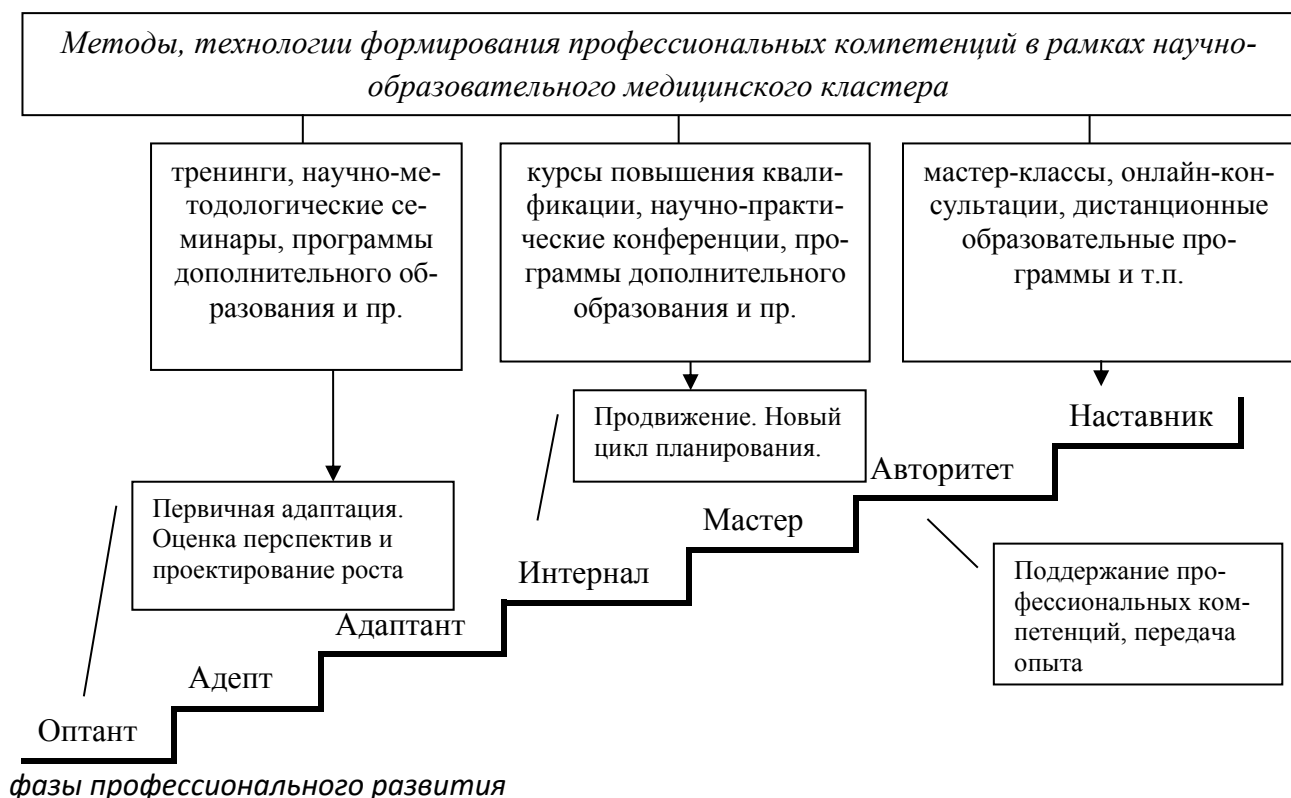 Методы, технологии формирования профессиональных компетенций в рамках научно-
образовательного медицинского кластера
тренинги, научно-ме-
тодологические се-
минары, программы
дополнительного об-
разования и пр.
курсы повышения квали-
фикации, научно-практи-
ческие конференции, про-
граммы дополнительного
образования и пр.
мастер-классы, онлайн-кон-
сультации, дистанционные
образовательные про-
граммы и т.п.
Продвижение. Новый
цикл планирования.
Наставник
Авторитет
Первичная адаптация.
Оценка перспектив и
проектирование роста
Мастер
Интернал
Поддержание про-
фессиональных ком-
петенций, передача
опыта
Адаптант
Адепт
Оптант
фазы профессионального развития